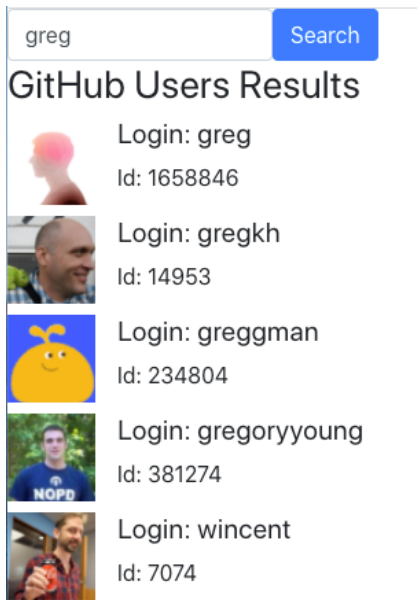 greg
Search
GitHub Users Results
Login: greg
Id: 1658846
Login: gregkh
Id: 14953
Login: greggman
Id: 234804
Login: gregoryyoung
Id: 381274
NOPD
Login: wincent
Id: 7074